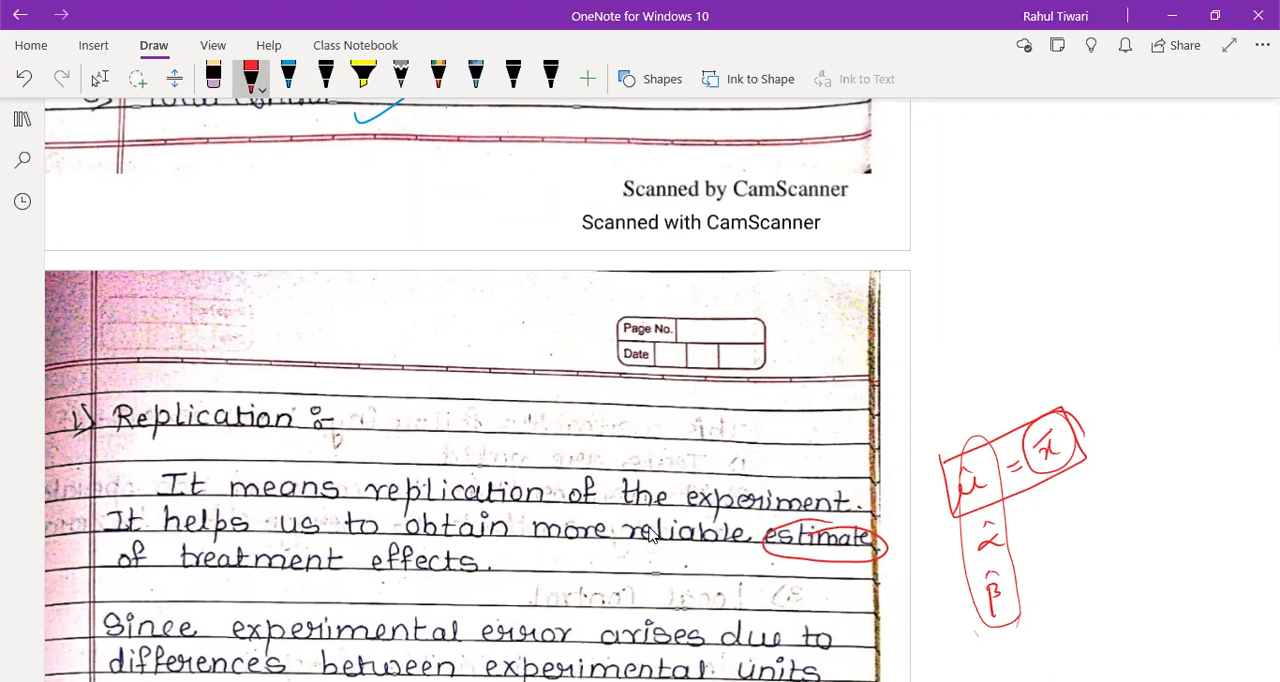 OneNote for Windows 10
Rahul Tiwari
Home Insert Draw View Help Class Notebook
Share
Shapes Ink to Shape Ink to Text
Scanned by CamScanner
Scanned with CamScanner
Page No.
Date
1) Replication :-
It means replication of the experiment.
It helps us to obtain more reliable estimate
of treatment effects.
Since experimental error arises due to
differences between experimental units
μ̂ = x̄
α̂
β̂